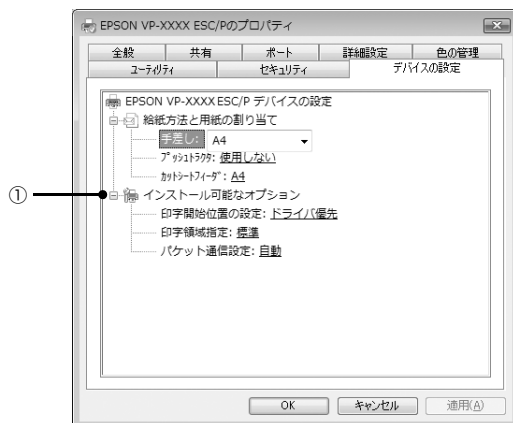 EPSON VP-XXXX ESC/Pのプロパティ
全般 共有 ポート 詳細設定 色の管理
ユーティリティ セキュリティ デバイスの設定
EPSON VP-XXXX ESC/P デバイスの設定
給紙方法と用紙の割り当て
手差し: A4
プッシュトラクタ: 使用しない
カットシートフィーダ: A4
① インストール可能なオプション
印字開始位置の設定: ドライバ優先
印字領域指定: 標準
パケット通信設定: 自動
OK キャンセル 適用(A)